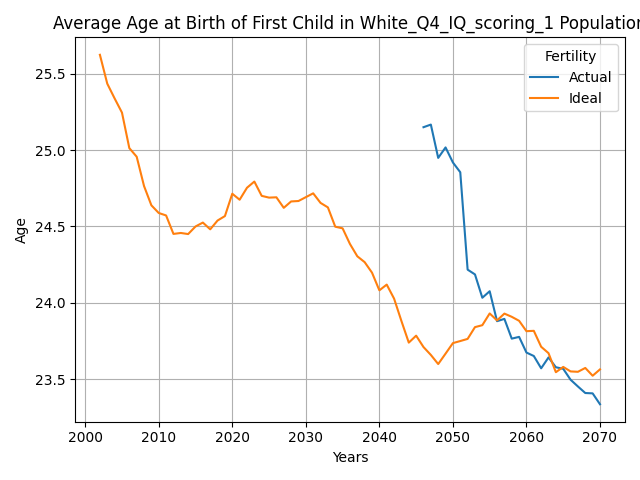 Average Age at Birth of First Child in White_Q4_IQ_scoring_1 Population
Fertility
Actual
Ideal
25.5
25.0
24.5
24.0
23.5
Age
2000 2010 2020 2030 2040 2050 2060 2070
Years